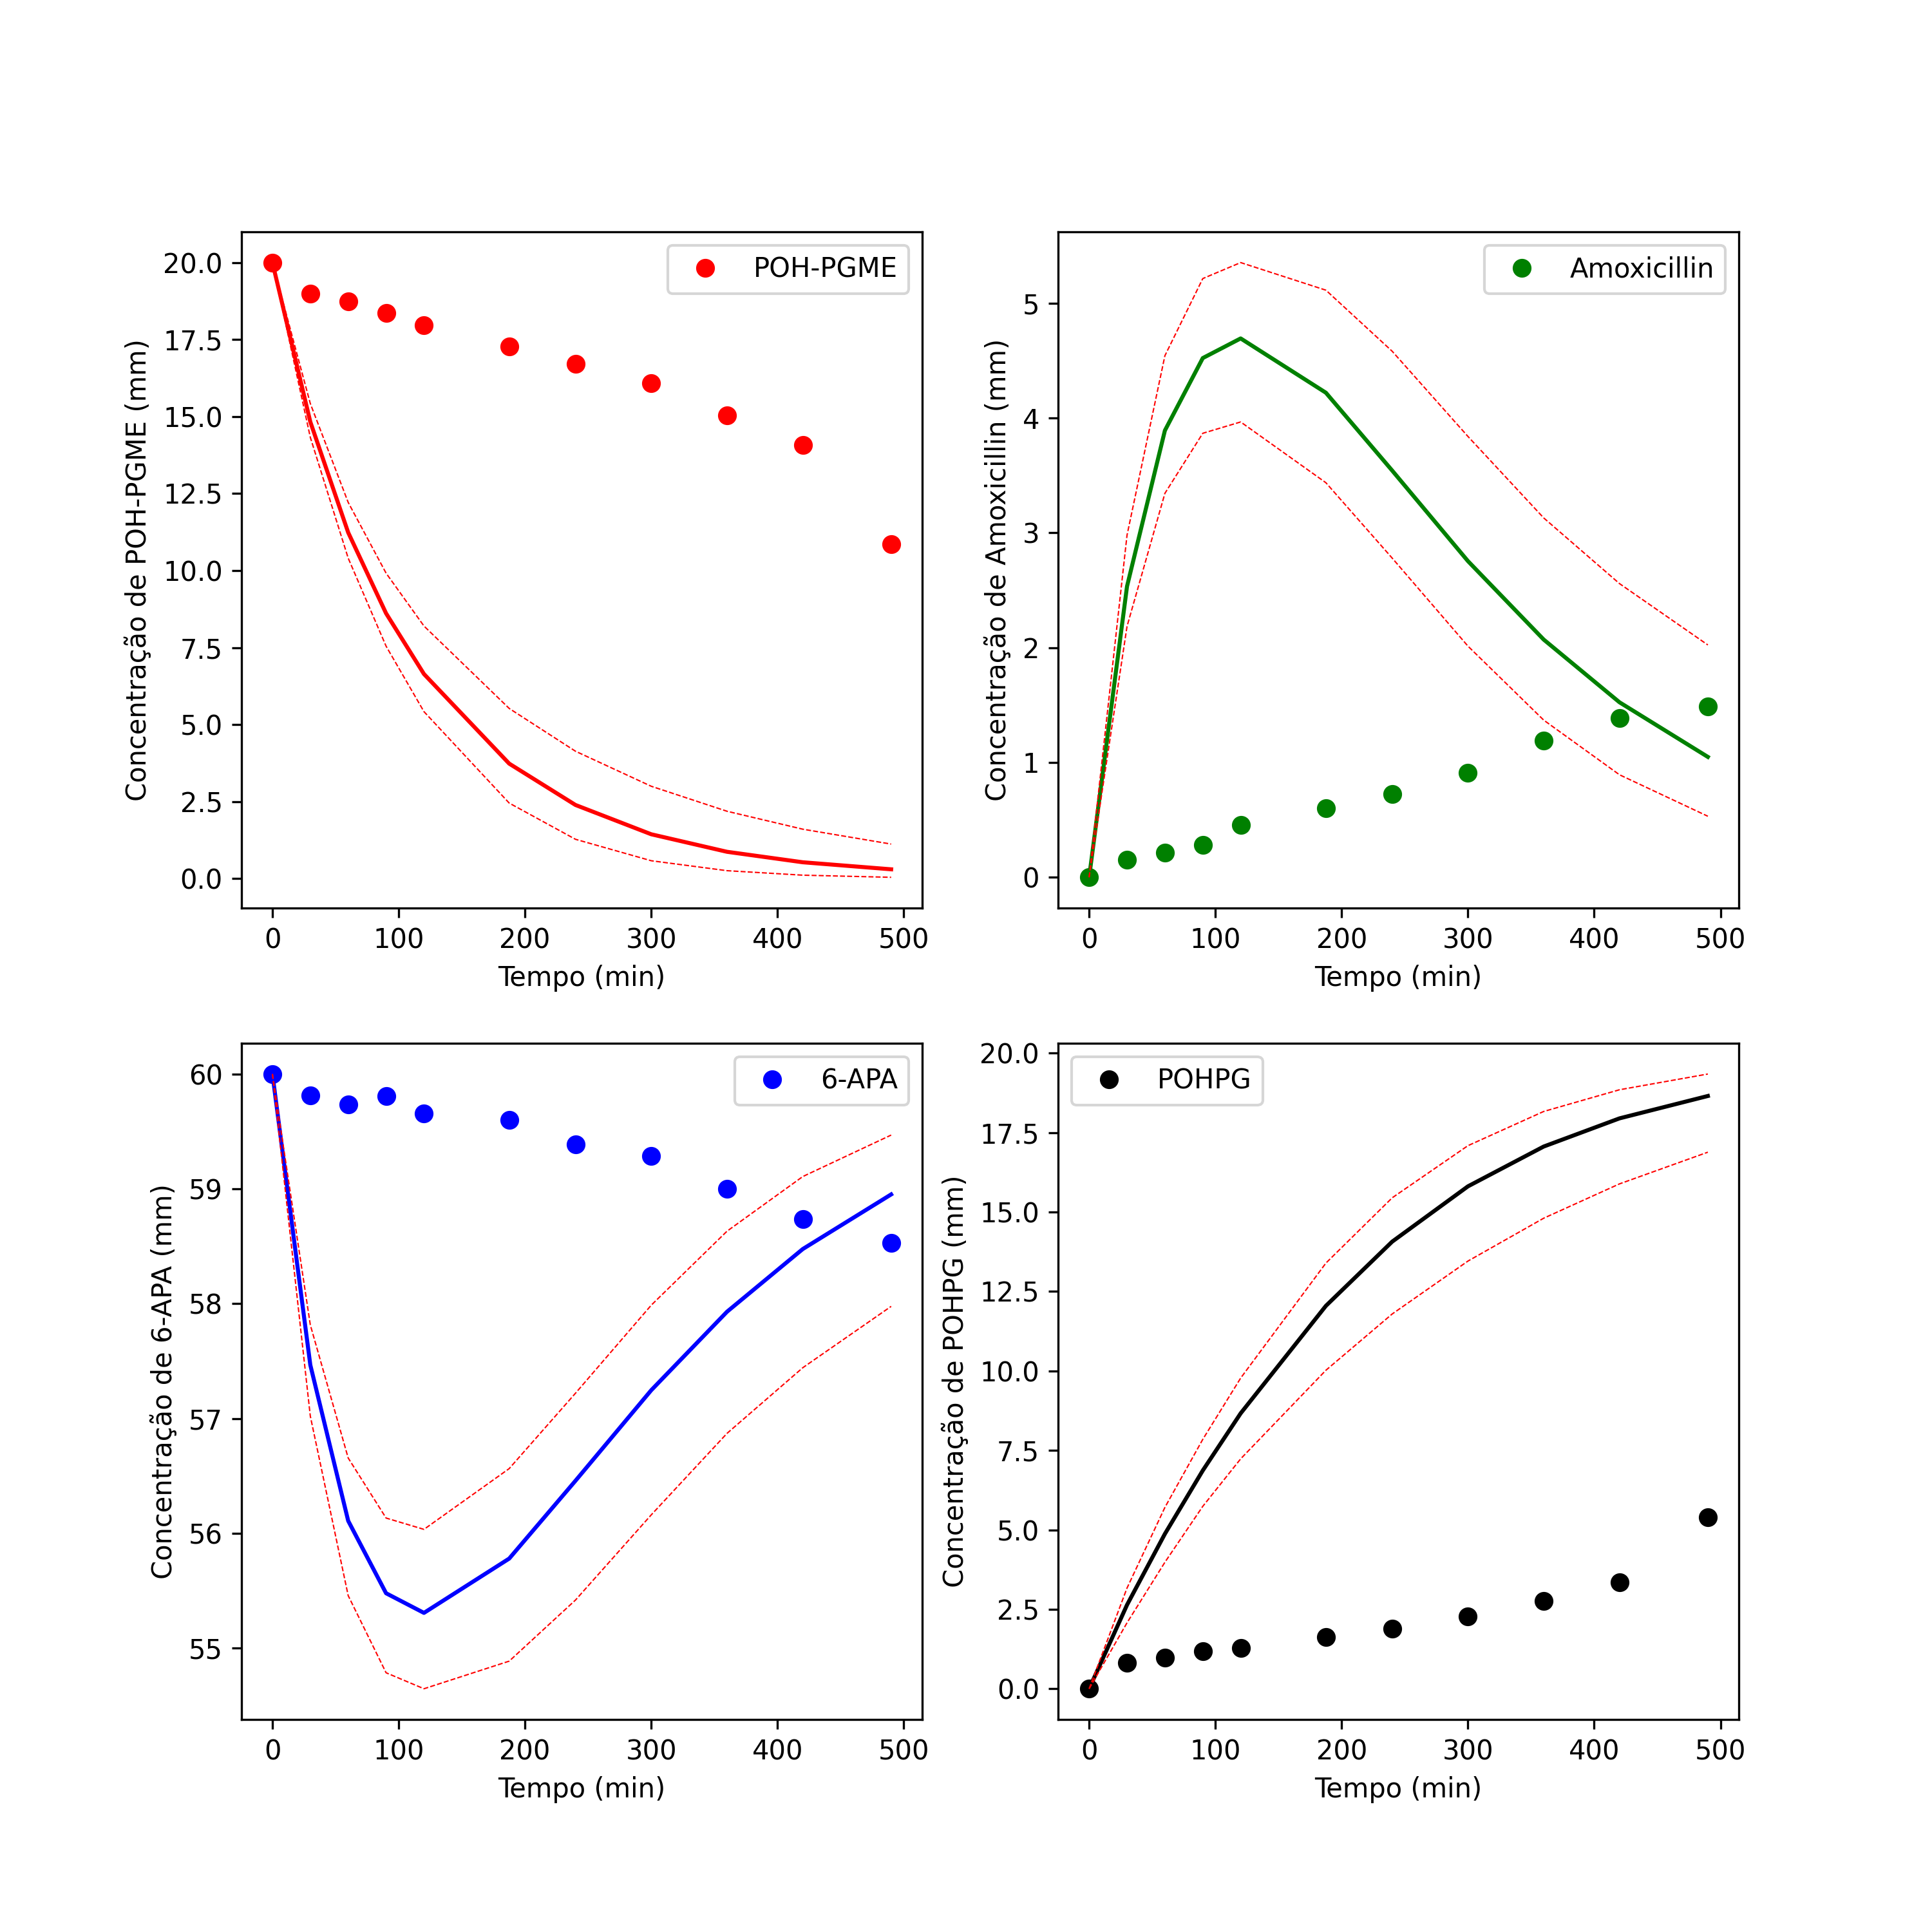 POH-PGME
Concentração de POH-PGME (mm)
20.0
17.5
15.0
12.5
10.0
7.5
5.0
2.5
0.0
0 100 200 300 400 500
Tempo (min)
Amoxicillin
Concentração de Amoxicillin (mm)
5
4
3
2
1
0
0 100 200 300 400 500
Tempo (min)
6-APA
Concentração de 6-APA (mm)
60
59
58
57
56
55
0 100 200 300 400 500
Tempo (min)
POHPG
Concentração de POHPG (mm)
20.0
17.5
15.0
12.5
10.0
7.5
5.0
2.5
0.0
0 100 200 300 400 500
Tempo (min)